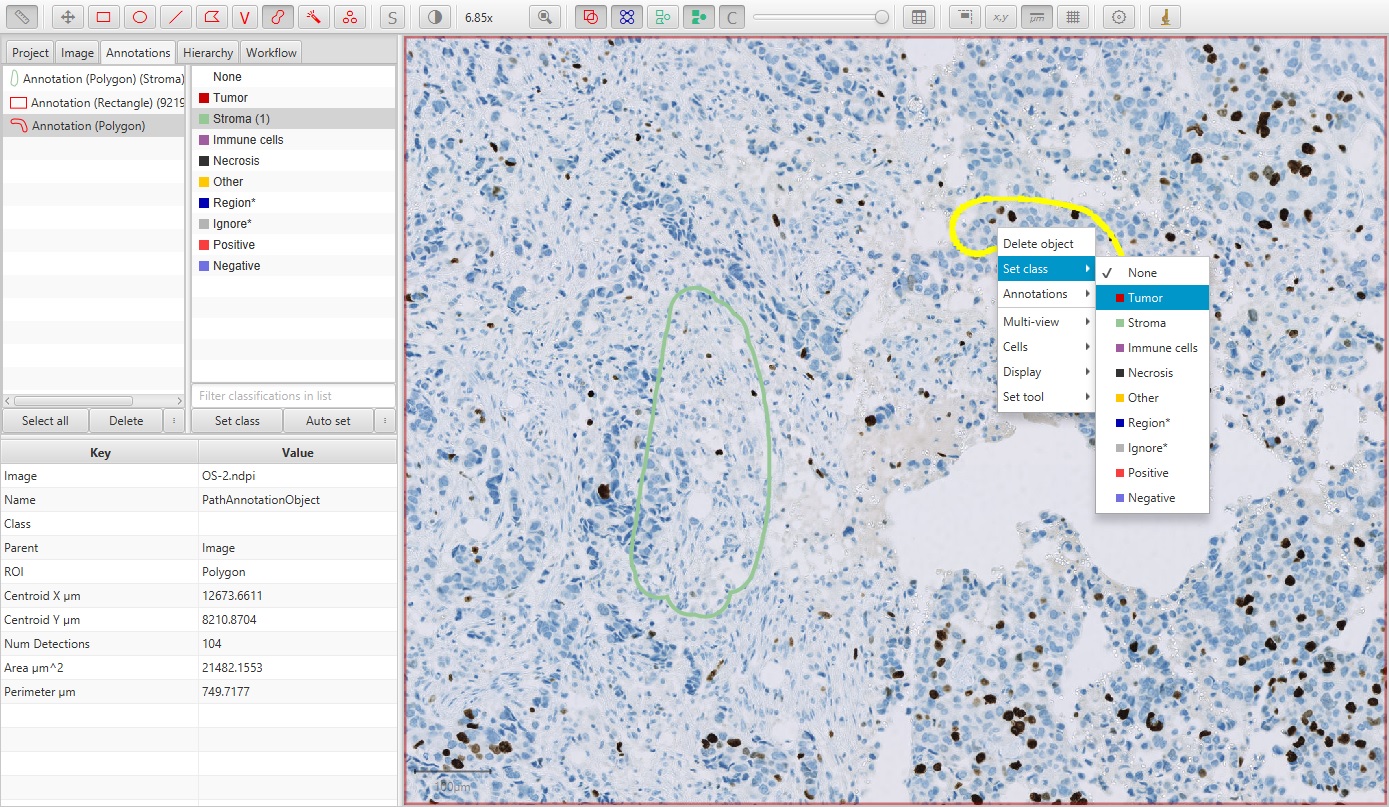 V
S
6.85x
C
x,y
µm
Project Image Annotations Hierarchy Workflow
Annotation (Polygon) (Stroma)
Annotation (Rectangle) (9219
Annotation (Polygon)
None
Tumor
Stroma (1)
Immune cells
Necrosis
Other
Region*
Ignore*
Positive
Negative
Filter classifications in list
Select all Delete Set class Auto set
Key Value
Image OS-2.ndpi
Name PathAnnotationObject
Class
Parent Image
ROI Polygon
Centroid X µm 12673.6611
Centroid Y µm 8210.8704
Num Detections 104
Area µm^2 21482.1553
Perimeter µm 749.7177
Delete object
Set class
Annotations
Multi-view
Cells
Display
Set tool
None
Tumor
Stroma
Immune cells
Necrosis
Other
Region*
Ignore*
Positive
Negative
100µm